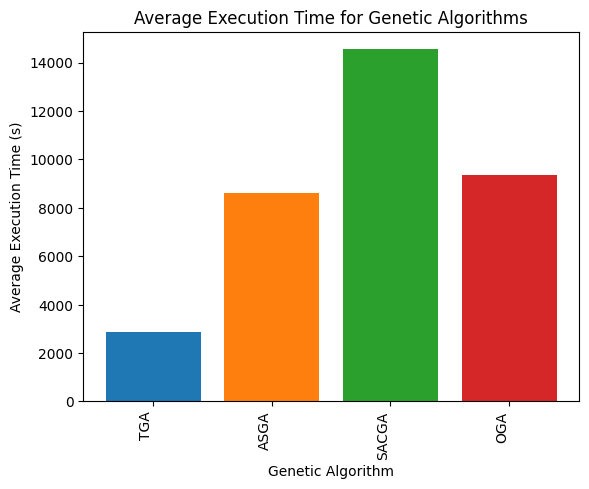 Average Execution Time for Genetic Algorithms
Average Execution Time (s)
14000
12000
10000
8000
6000
4000
2000
0
TGA
ASGA
SACGA
OGA
Genetic Algorithm